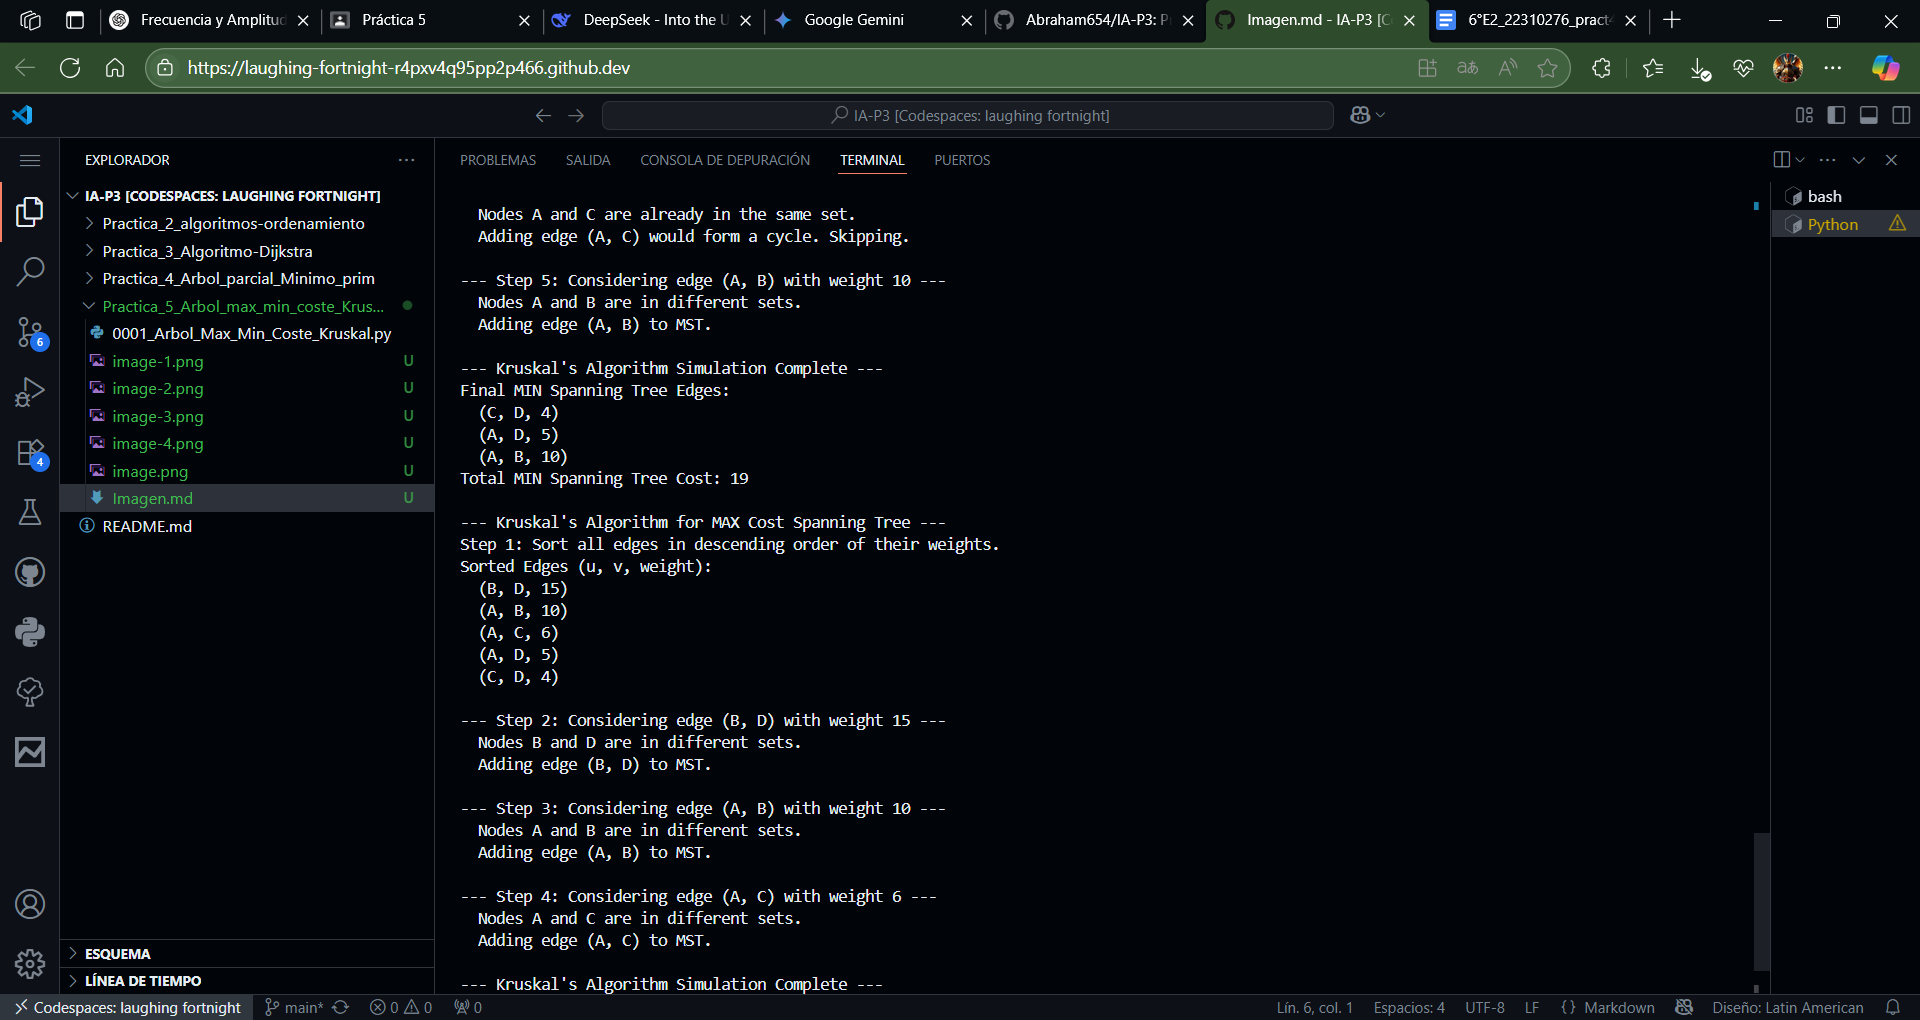 Frecuencia y Amplitud
Práctica 5
DeepSeek - Into the U
Google Gemini
Abraham654/IA-P3: P
Imagen.md - IA-P3 [C
6°E2_22310276_pract
https://laughing-fortnight-r4pxv4q95pp2p466.github.dev
IA-P3 [Codespaces: laughing fortnight]
EXPLORADOR
IA-P3 [CODESPACES: LAUGHING FORTNIGHT]
Practica_2_algoritmos-ordenamiento
Practica_3_Algoritmo-Dijkstra
Practica_4_Arbol_parcial_Minimo_prim
Practica_5_Arbol_max_min_coste_Krus...
0001_Arbol_Max_Min_Coste_Kruskal.py
image-1.png U
image-2.png U
image-3.png U
image-4.png U
image.png U
Imagen.md U
README.md
ESQUEMA
LÍNEA DE TIEMPO
6
4
PROBLEMAS SALIDA CONSOLA DE DEPURACIÓN TERMINAL PUERTOS
Nodes A and C are already in the same set.
Adding edge (A, C) would form a cycle. Skipping.
--- Step 5: Considering edge (A, B) with weight 10 ---
Nodes A and B are in different sets.
Adding edge (A, B) to MST.
--- Kruskal's Algorithm Simulation Complete ---
Final MIN Spanning Tree Edges:
(C, D, 4)
(A, D, 5)
(A, B, 10)
Total MIN Spanning Tree Cost: 19
--- Kruskal's Algorithm for MAX Cost Spanning Tree ---
Step 1: Sort all edges in descending order of their weights.
Sorted Edges (u, v, weight):
(B, D, 15)
(A, B, 10)
(A, C, 6)
(A, D, 5)
(C, D, 4)
--- Step 2: Considering edge (B, D) with weight 15 ---
Nodes B and D are in different sets.
Adding edge (B, D) to MST.
--- Step 3: Considering edge (A, B) with weight 10 ---
Nodes A and B are in different sets.
Adding edge (A, B) to MST.
--- Step 4: Considering edge (A, C) with weight 6 ---
Nodes A and C are in different sets.
Adding edge (A, C) to MST.
--- Kruskal's Algorithm Simulation Complete ---
bash
Python
Codespaces: laughing fortnight main* 0 0 0 Lín. 6, col. 1 Espacios: 4 UTF-8 LF {} Markdown Diseño: Latin American